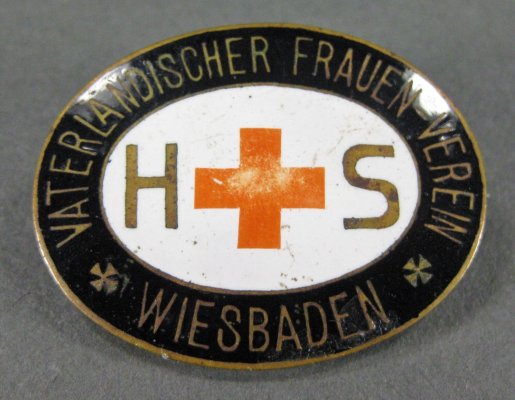 VATERLÄNDISCHER FRAUEN VEREIN
H S
WIESBADEN